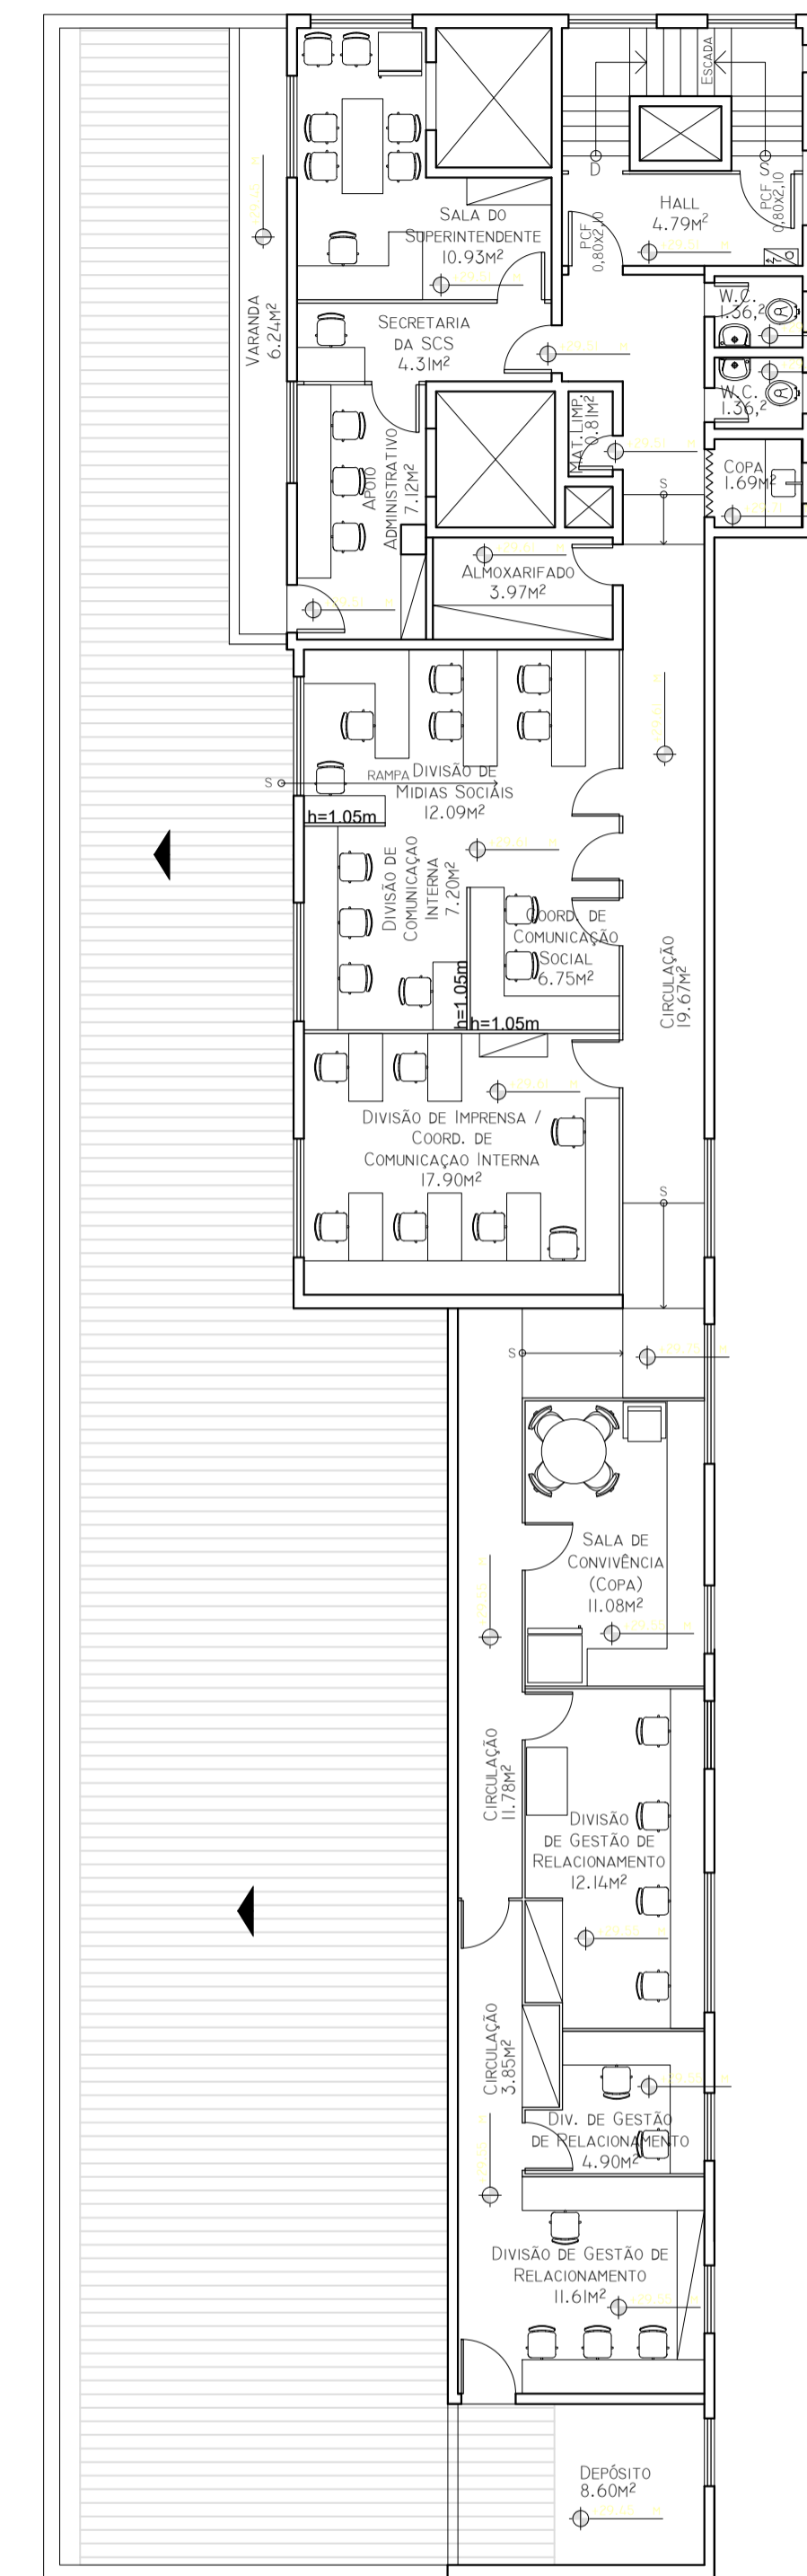 ESCADA
D
S
SALA DO
SUPERINTENDENTE
10.93M²
HALL
4.79M²
PCF
0,80X2,10
PCF
0,80X2,10
VARANDA
6.24M²
SECRETARIA
DA SCS
4.31M²
W.C.
1.36,²
W.C.
1.36,²
MAT. LIMP.
0.81M²
APOIO
ADMINISTRATIVO
7.12M²
COPA
1.69M²
S
ALMOXARIFADO
3.97M²
S
RAMPA
DIVISÃO DE
MIDIAS SOCIAIS
12.09M²
h=1.05m
DIVISÃO DE
COMUNICAÇÃO
INTERNA
7.20M²
COORD. DE
COMUNICAÇÃO
SOCIAL
6.75M²
h=1.05m
h=1.05m
CIRCULAÇÃO
19.67M²
DIVISÃO DE IMPRENSA /
COORD. DE
COMUNICAÇAO INTERNA
17.90M²
S
S
SALA DE
CONVIVÊNCIA
(COPA)
11.08M²
CIRCULAÇÃO
11.78M²
DIVISÃO
DE GESTÃO DE
RELACIONAMENTO
12.14M²
CIRCULAÇÃO
3.85M²
DIV. DE GESTÃO
DE RELACIONAMENTO
4.90M²
DIVISÃO DE GESTÃO DE
RELACIONAMENTO
11.61M²
DEPÓSITO
8.60M²